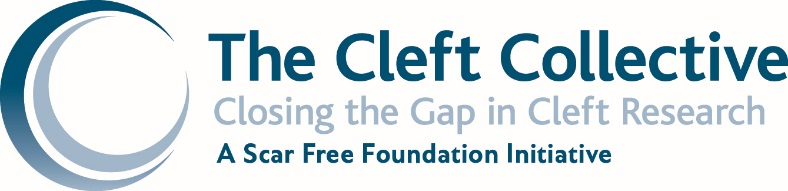 The Cleft Collective
Closing the Gap in Cleft Research
A Scar Free Foundation Initiative